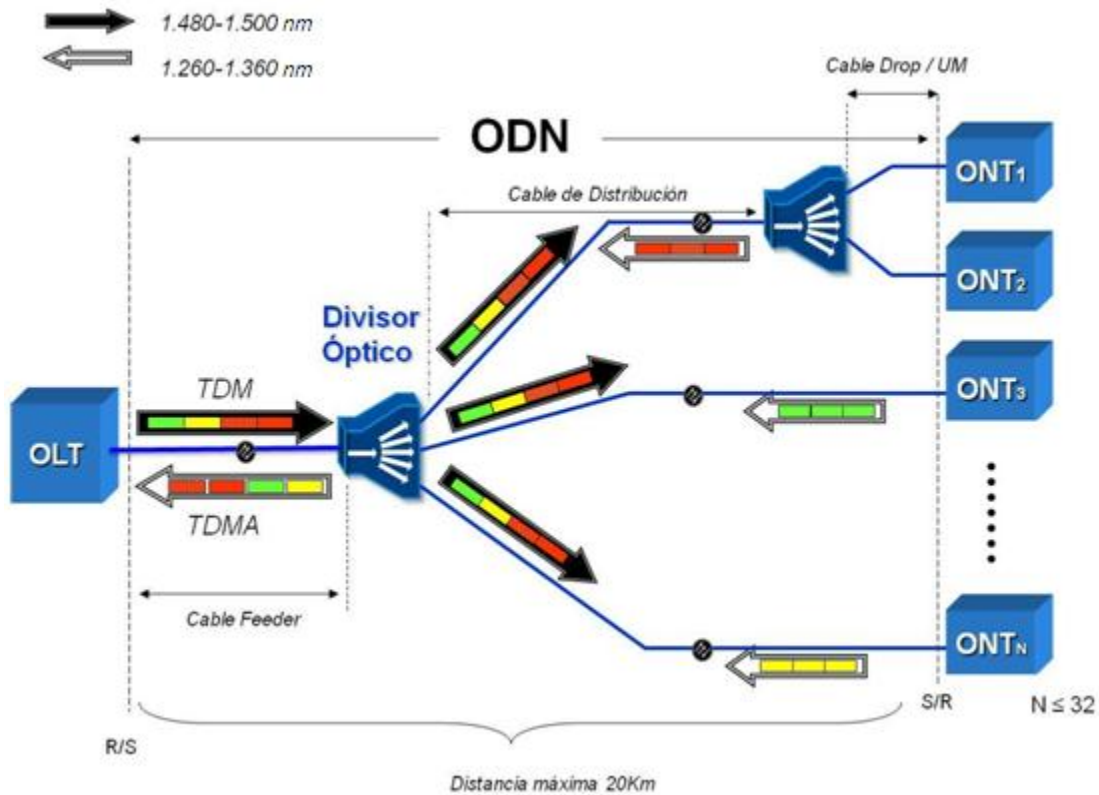 1.480-1.500 nm
1.260-1.360 nm
Cable Drop / UM
ODN
ONT1
Cable de Distribución
ONT2
Divisor
Óptico
TDM
ONT3
OLT
TDMA
Cable Feeder
ONTN
S/R
N ≤ 32
R/S
Distancia máxima 20Km